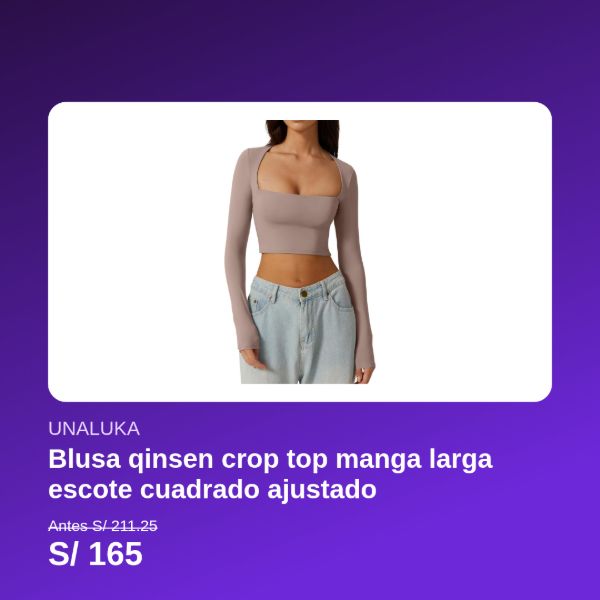 UNALUKA
Blusa qinsen crop top manga larga
escote cuadrado ajustado
Antes S/ 211.25
S/ 165